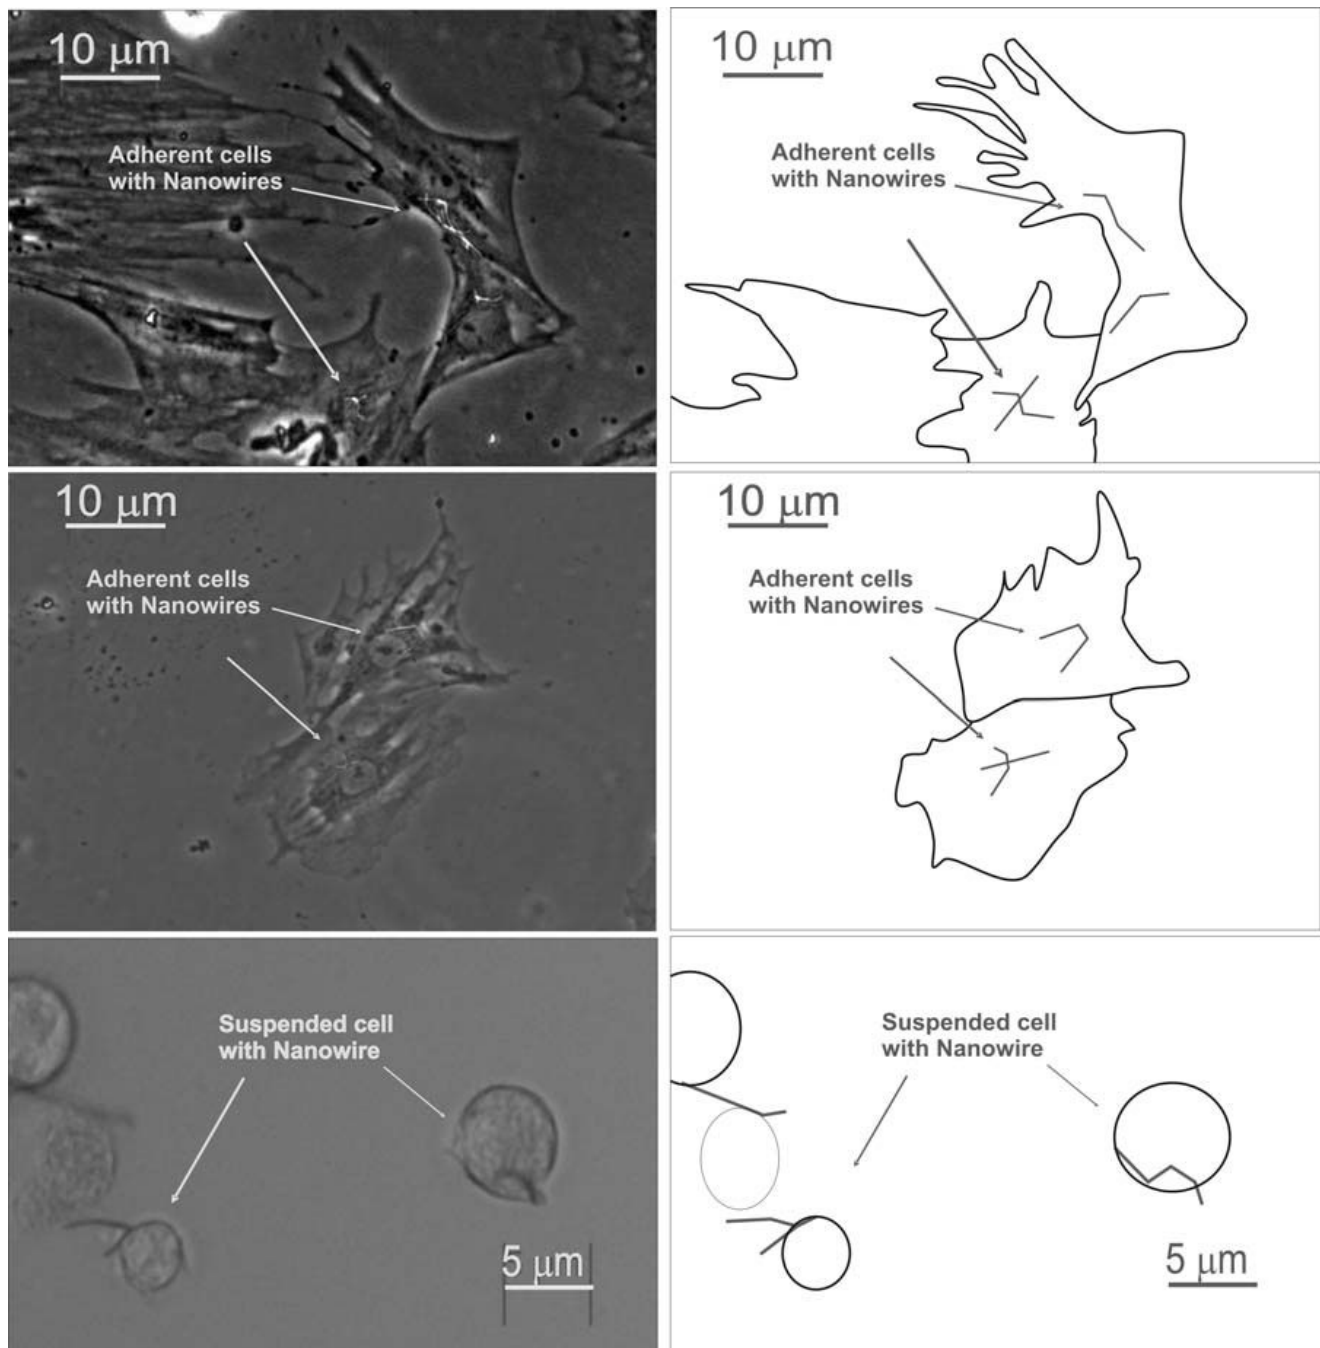 10 μm
Adherent cells
with Nanowires
10 μm
Adherent cells
with Nanowires
10 μm
Adherent cells
with Nanowires
10 μm
Adherent cells
with Nanowires
Suspended cell
with Nanowire
5 μm
Suspended cell
with Nanowire
5 μm